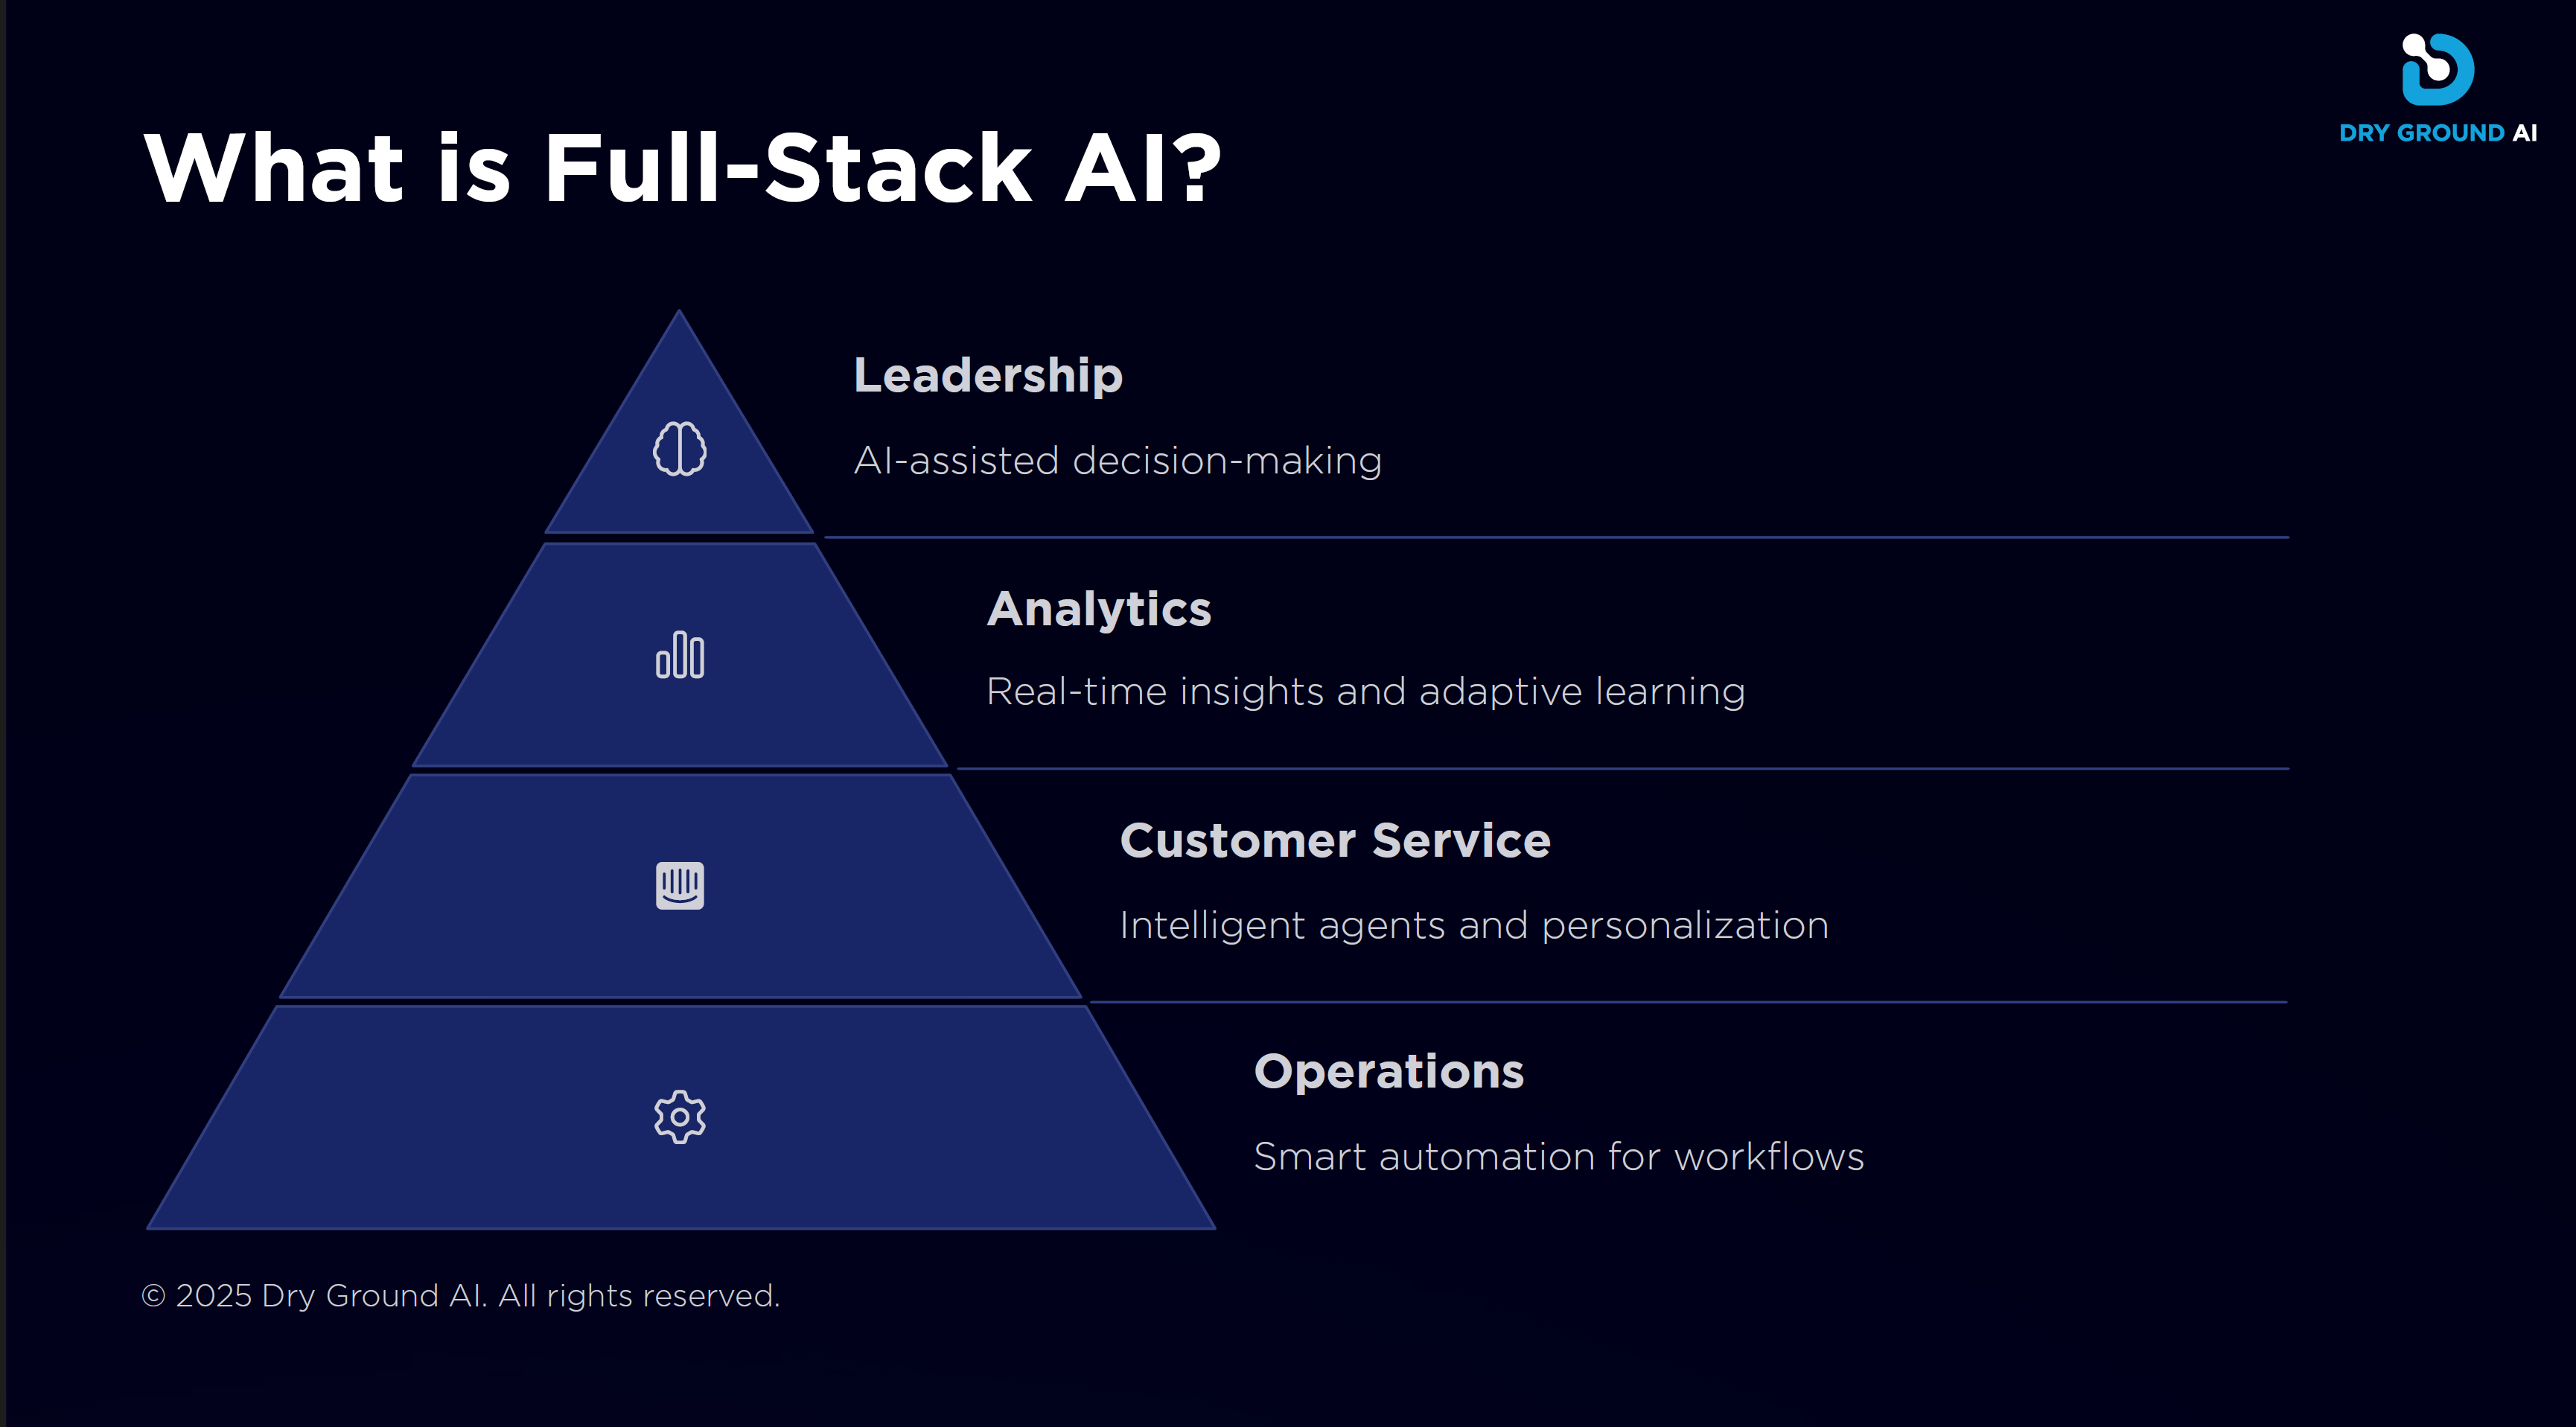 DRY GROUND AI
What is Full-Stack AI?
Leadership
AI-assisted decision-making
Analytics
Real-time insights and adaptive learning
Customer Service
Intelligent agents and personalization
Operations
Smart automation for workflows
© 2025 Dry Ground AI. All rights reserved.